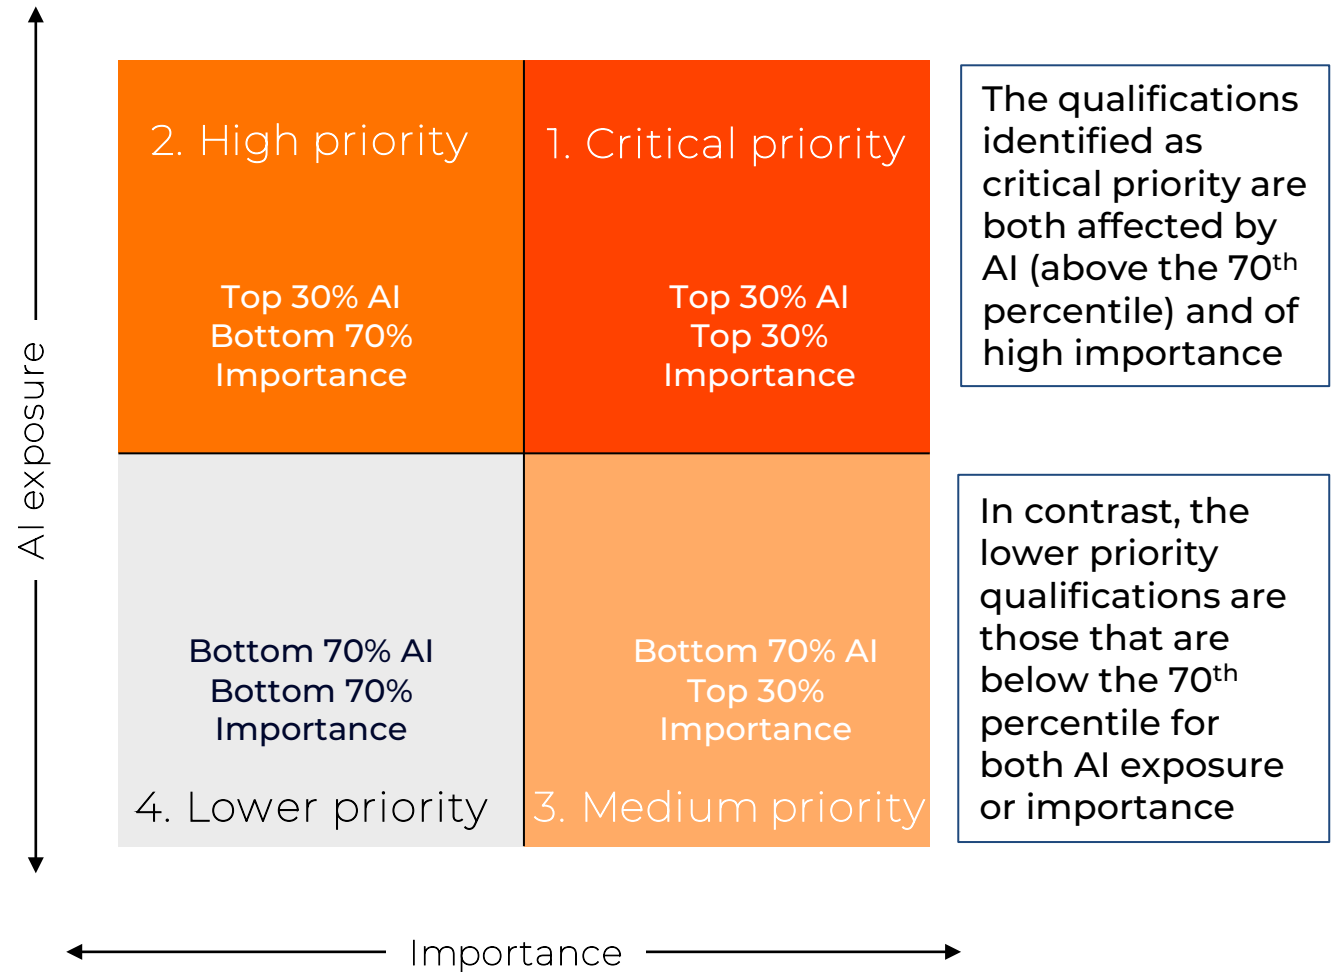 2. High priority
1. Critical priority
Top 30% AI
Bottom 70%
Importance
Top 30% AI
Top 30%
Importance
The qualifications
identified as
critical priority are
both affected by
AI (above the 70th
percentile) and of
high importance
AI exposure
Bottom 70% AI
Bottom 70%
Importance
4. Lower priority
Bottom 70% AI
Top 30%
Importance
3. Medium priority
In contrast, the
lower priority
qualifications are
those that are
below the 70th
percentile for
both AI exposure
or importance
Importance